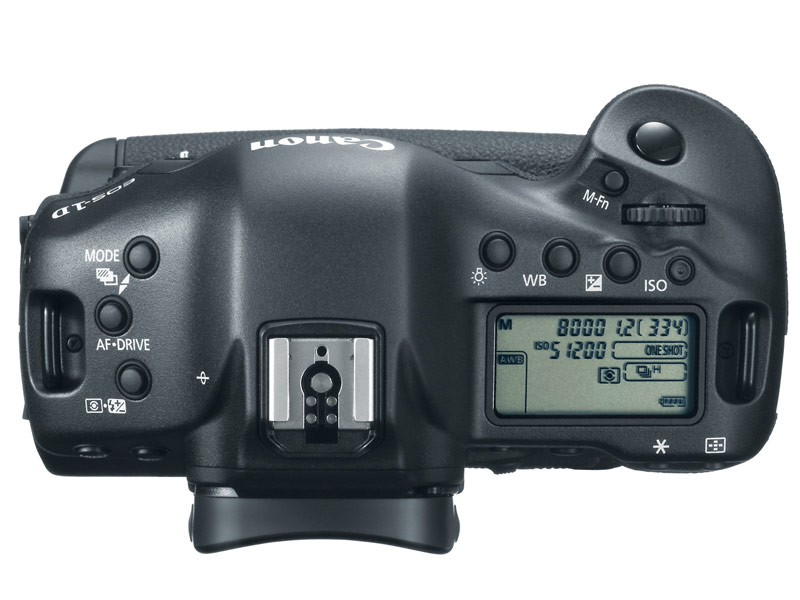 Canon
EOS-1D
M-Fn
MODE
WB
ISO
AF•DRIVE
M 8000 1.2 (334)
ISO 51200 ONE SHOT
AWB
H